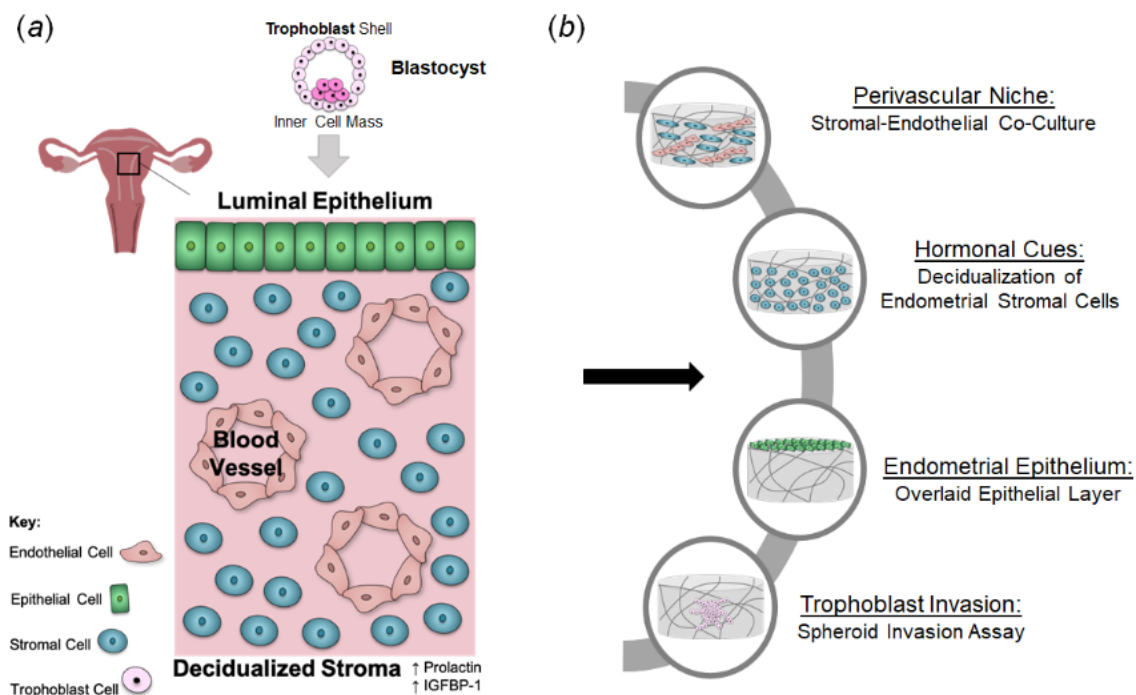 (a)
Trophoblast Shell
Blastocyst
Inner Cell Mass
Luminal Epithelium
Blood
Vessel
Key:
Endothelial Cell
Epithelial Cell
Stromal Cell
Trophoblast Cell
Decidualized Stroma
↑ Prolactin
↑ IGFBP-1
(b)
Perivascular Niche:
Stromal-Endothelial Co-Culture
Hormonal Cues:
Decidualization of
Endometrial Stromal Cells
Endometrial Epithelium:
Overlaid Epithelial Layer
Trophoblast Invasion:
Spheroid Invasion Assay